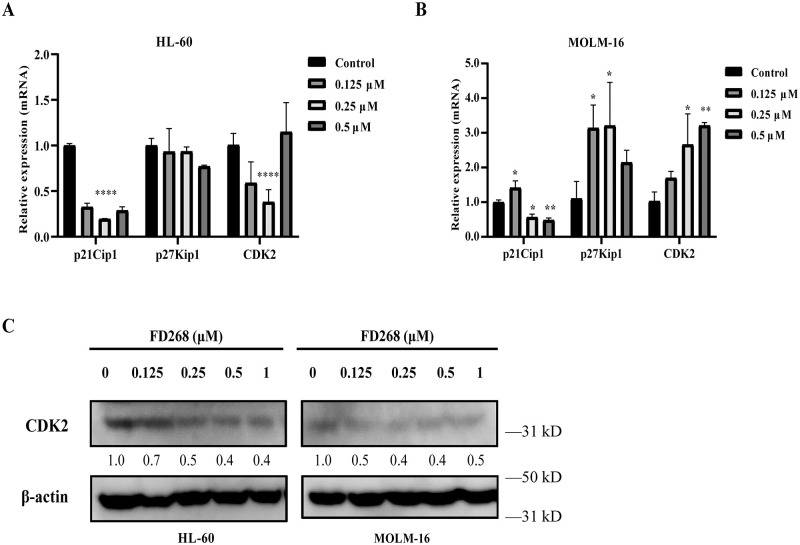 A
HL-60
Relative expression (mRNA)
2.0
1.5
1.0
0.5
0.0
****
****
p21Cip1 p27Kip1 CDK2
Control
0.125 µM
0.25 µM
0.5 µM
B
MOLM-16
Relative expression (mRNA)
5.0
4.0
3.0
2.0
1.0
0.0
*
*
**
*
*
*
**
p21Cip1 p27Kip1 CDK2
Control
0.125 µM
0.25 µM
0.5 µM
C
FD268 (µM) FD268 (µM)
0 0.125 0.25 0.5 1 0 0.125 0.25 0.5 1
CDK2 —31 kD
1.0 0.7 0.5 0.4 0.4 1.0 0.5 0.4 0.4 0.5
—50 kD
β-actin
—31 kD
HL-60 MOLM-16